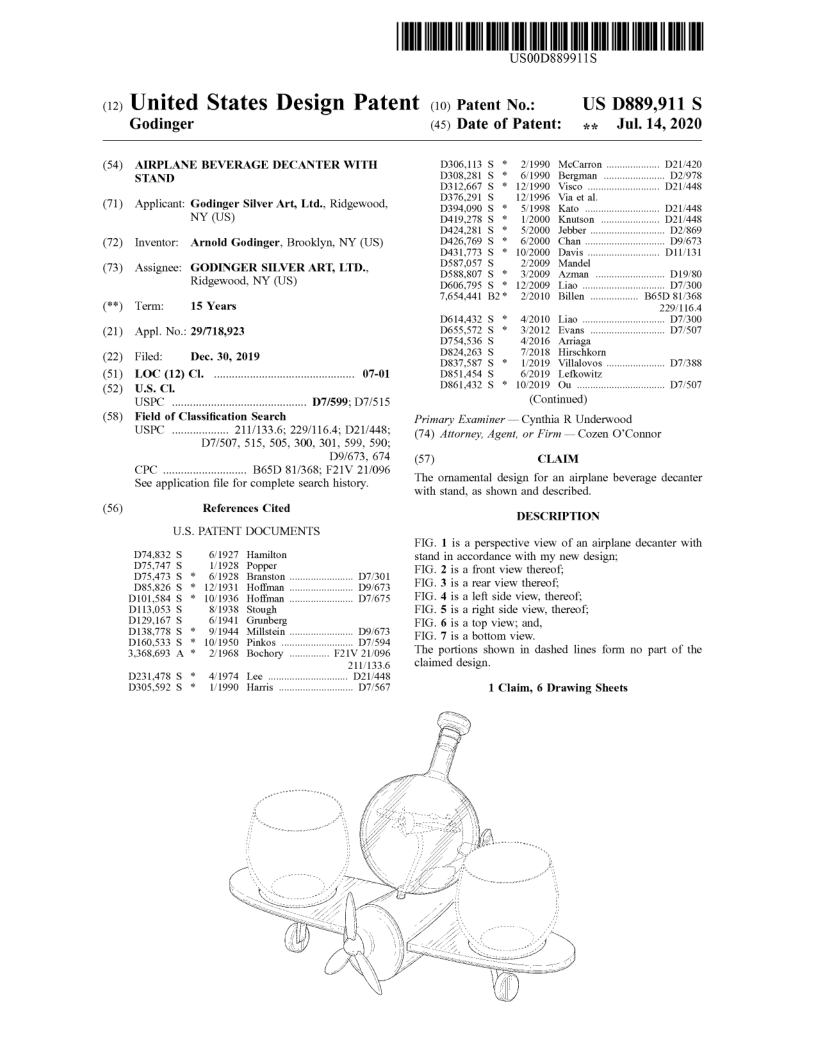 US00D889911S
(12) United States Design Patent
Godinger
(10) Patent No.: US D889,911 S
(45) Date of Patent: ** Jul. 14, 2020
(54) AIRPLANE BEVERAGE DECANTER WITH
STAND
(71) Applicant: Godinger Silver Art, Ltd., Ridgewood,
NY (US)
(72) Inventor: Arnold Godinger, Brooklyn, NY (US)
(73) Assignee: GODINGER SILVER ART, LTD.,
Ridgewood, NY (US)
(**) Term: 15 Years
(21) Appl. No.: 29/718,923
(22) Filed: Dec. 30, 2019
(51) LOC (12) Cl. ............................................... 07-01
(52) U.S. Cl.
USPC ............................................. D7/599; D7/515
(58) Field of Classification Search
USPC ................... 211/133.6; 229/116.4; D21/448;
D7/507, 515, 505, 300, 301, 599, 590;
D9/673, 674
CPC ............................ B65D 81/368; F21V 21/096
See application file for complete search history.
(56) References Cited
U.S. PATENT DOCUMENTS
D74,832 S 6/1927 Hamilton
D75,747 S 1/1928 Popper
D75,473 S * 6/1928 Branston ........................ D7/301
D85,826 S * 12/1931 Hoffman ........................ D9/673
D101,584 S * 10/1936 Hoffman ........................ D7/675
D113,053 S 8/1938 Stough
D129,167 S 6/1941 Grunberg
D138,778 S * 9/1944 Millstein ........................ D9/673
D160,533 S * 10/1950 Pinkos ........................... D7/594
3,368,693 A * 2/1968 Bochory ............... F21V 21/096
211/133.6
D231,478 S * 4/1974 Lee .............................. D21/448
D305,592 S * 1/1990 Harris ............................ D7/567
D306,113 S * 2/1990 McCarron .................... D21/420
D308,281 S * 6/1990 Bergman ....................... D2/978
D312,667 S * 12/1990 Visco ........................... D21/448
D376,291 S 12/1996 Via et al.
D394,090 S * 5/1998 Kato ............................ D21/448
D419,278 S * 1/2000 Knutson ...................... D21/448
D424,281 S * 5/2000 Jebber ............................ D2/869
D426,769 S * 6/2000 Chan .............................. D9/673
D431,773 S * 10/2000 Davis ........................... D11/131
D587,057 S 2/2009 Mandel
D588,807 S * 3/2009 Azman .......................... D19/80
D606,795 S * 12/2009 Liao ............................... D7/300
7,654,441 B2 * 2/2010 Billen .................. B65D 81/368
229/116.4
D614,432 S * 4/2010 Liao ............................... D7/300
D655,572 S * 3/2012 Evans ............................ D7/507
D754,536 S 4/2016 Arriaga
D824,263 S 7/2018 Hirschkorn
D837,587 S * 1/2019 Villalovos ...................... D7/388
D851,454 S 6/2019 Lefkowitz
D861,432 S * 10/2019 Ou ................................. D7/507
(Continued)
Primary Examiner — Cynthia R Underwood
(74) Attorney, Agent, or Firm — Cozen O'Connor
(57) CLAIM
The ornamental design for an airplane beverage decanter
with stand, as shown and described.
DESCRIPTION
FIG. 1 is a perspective view of an airplane decanter with
stand in accordance with my new design;
FIG. 2 is a front view thereof;
FIG. 3 is a rear view thereof;
FIG. 4 is a left side view, thereof;
FIG. 5 is a right side view, thereof;
FIG. 6 is a top view; and,
FIG. 7 is a bottom view.
The portions shown in dashed lines form no part of the
claimed design.
1 Claim, 6 Drawing Sheets